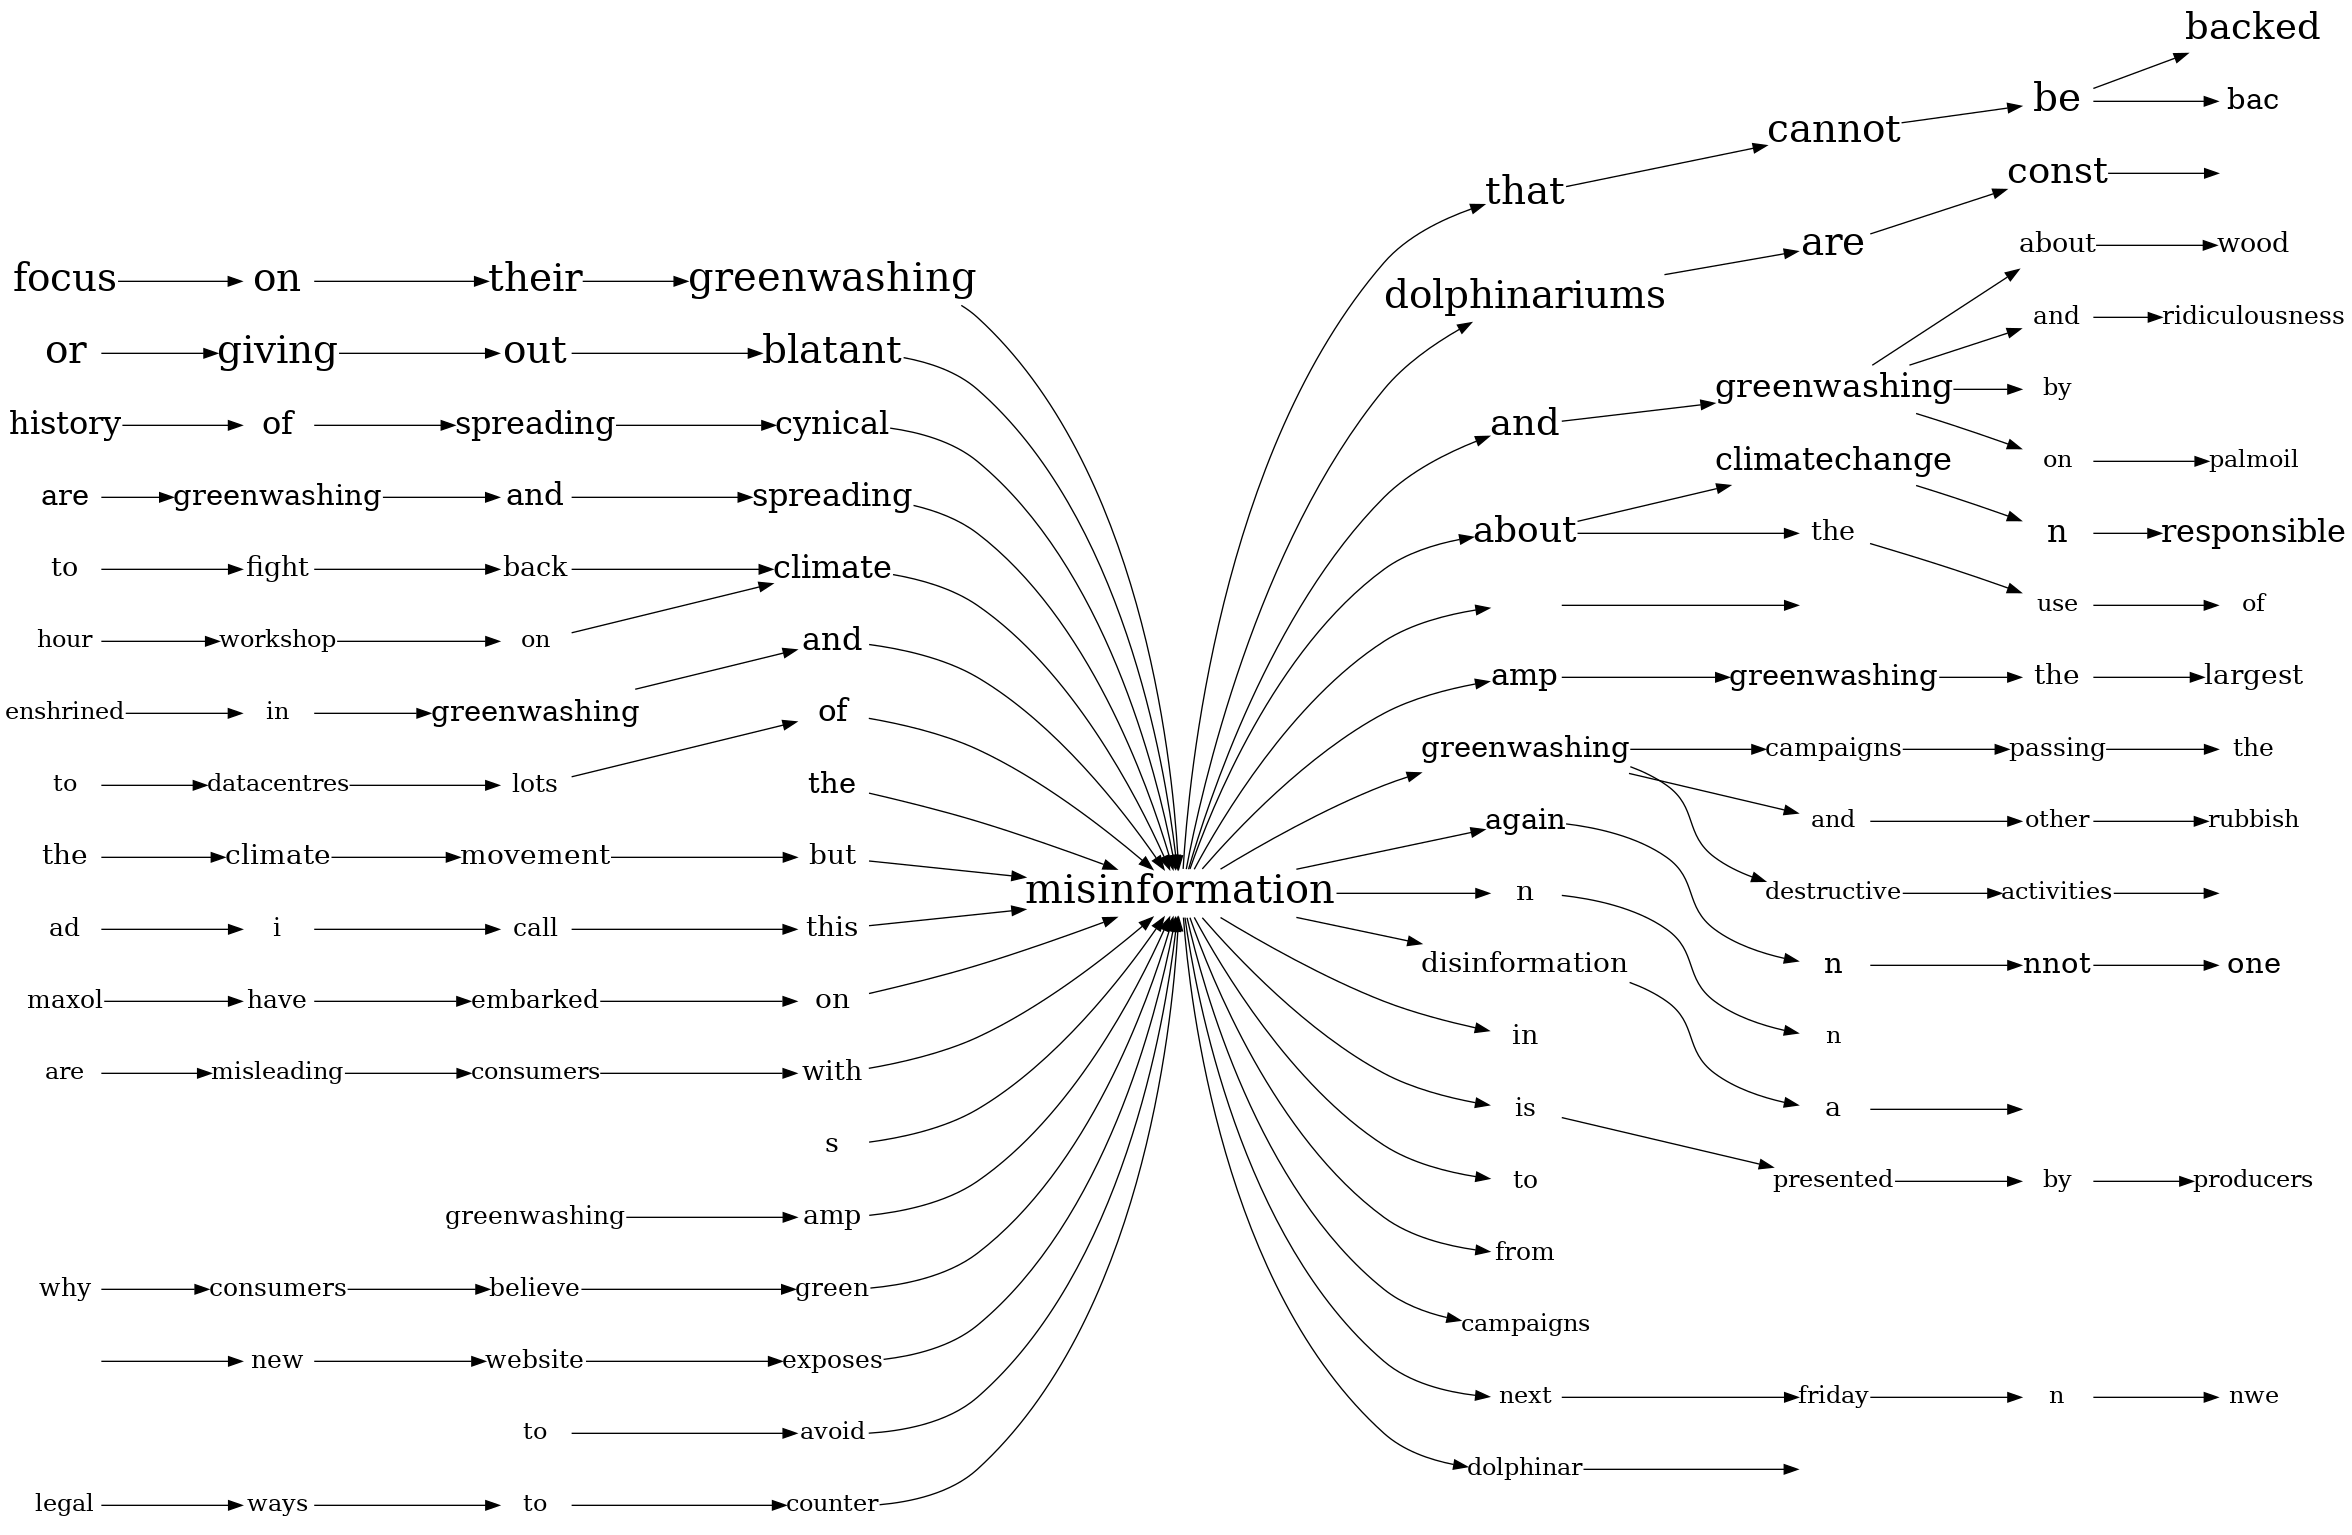 backed
be bac
cannot
that const
are about wood
focus on their greenwashing dolphinariums
and ridiculousness
or giving out blatant greenwashing by
history of spreading cynical and
climatechange on palmoil
are greenwashing and spreading about the n responsible
to fight back climate
hour workshop on and use of
enshrined in greenwashing of amp greenwashing the largest
greenwashing campaigns passing the
to datacentres lots the
again and other rubbish
the climate movement but
misinformation n destructive activities
ad i call this
disinformation n nnot one
maxol have embarked on in n
are misleading consumers with
is a
s
to presented by producers
greenwashing amp
from
why consumers believe green
campaigns
new website exposes
next friday n nwe
to avoid
dolphinar
legal ways to counter